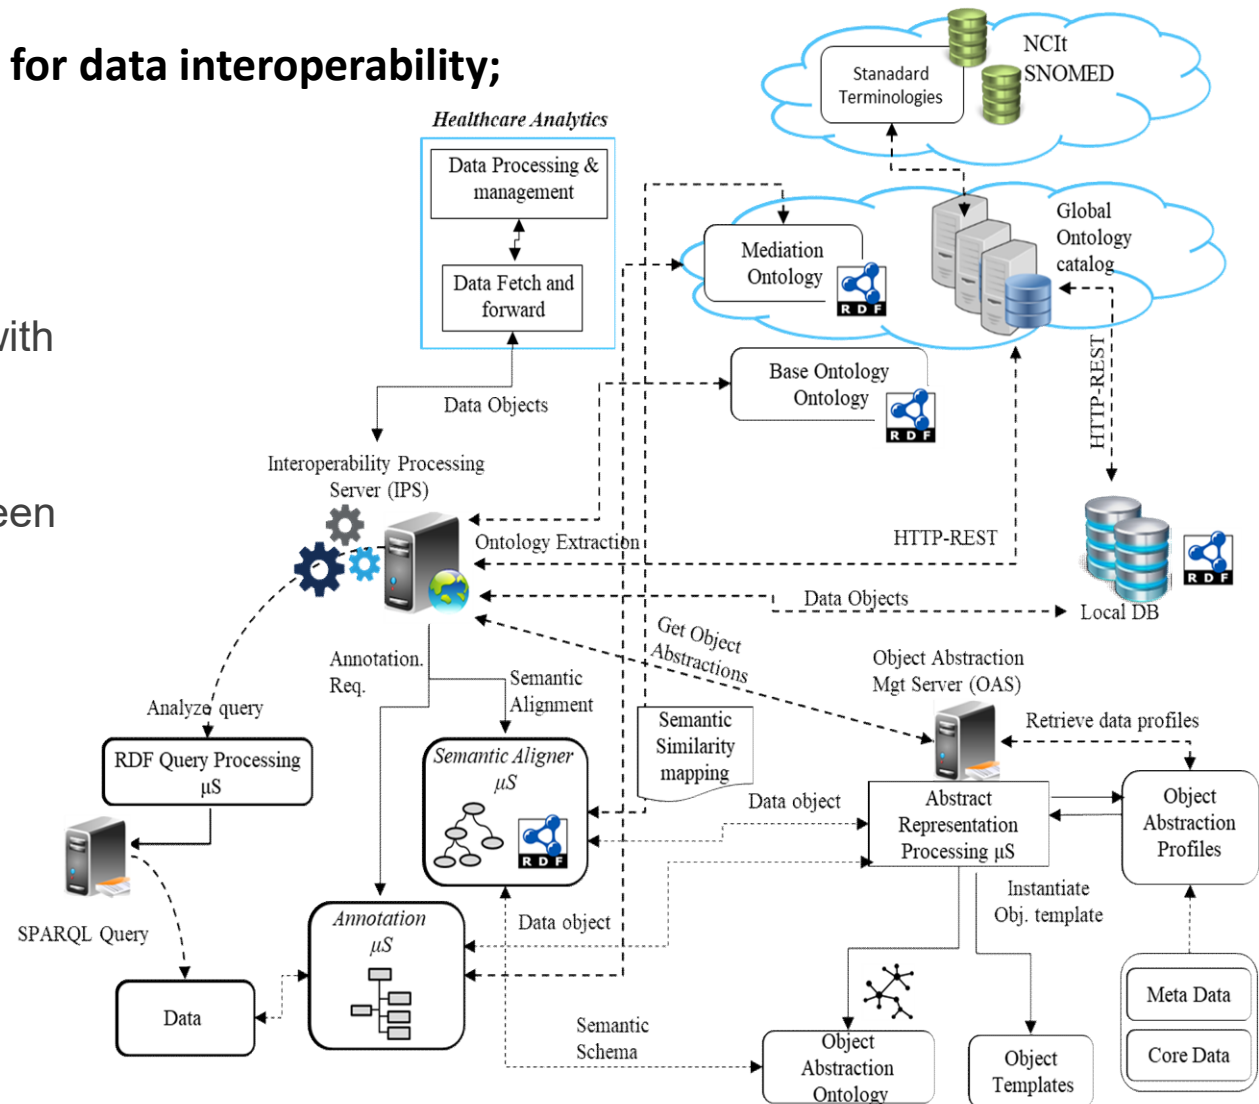 for data interoperability;
NCIt
SNOMED
Stanadard
Terminologies
Healthcare Analytics
Data Processing &
management
Data Fetch and
forward
Global
Ontology
catalog
Mediation
Ontology
RDF
with
Base Ontology
Ontology
RDF
HTTP-REST
Data Objects
Interoperability Processing
Server (IPS)
een
Ontology Extraction
HTTP-REST
RDF
Data Objects
Local DB
Get Object
Abstractions
Annotation.
Req.
Semantic
Alignment
Object Abstraction
Mgt Server (OAS)
Analyze query
Retrieve data profiles
RDF Query Processing
μS
Semantic Aligner
μS
RDF
Semantic
Similarity
mapping
Data object
Abstract
Representation
Processing μS
Object
Abstraction
Profiles
Instantiate
Obj. template
SPARQL Query
Annotation
μS
Data object
Data
Semantic
Schema
Object
Abstraction
Ontology
Object
Templates
Meta Data
Core Data